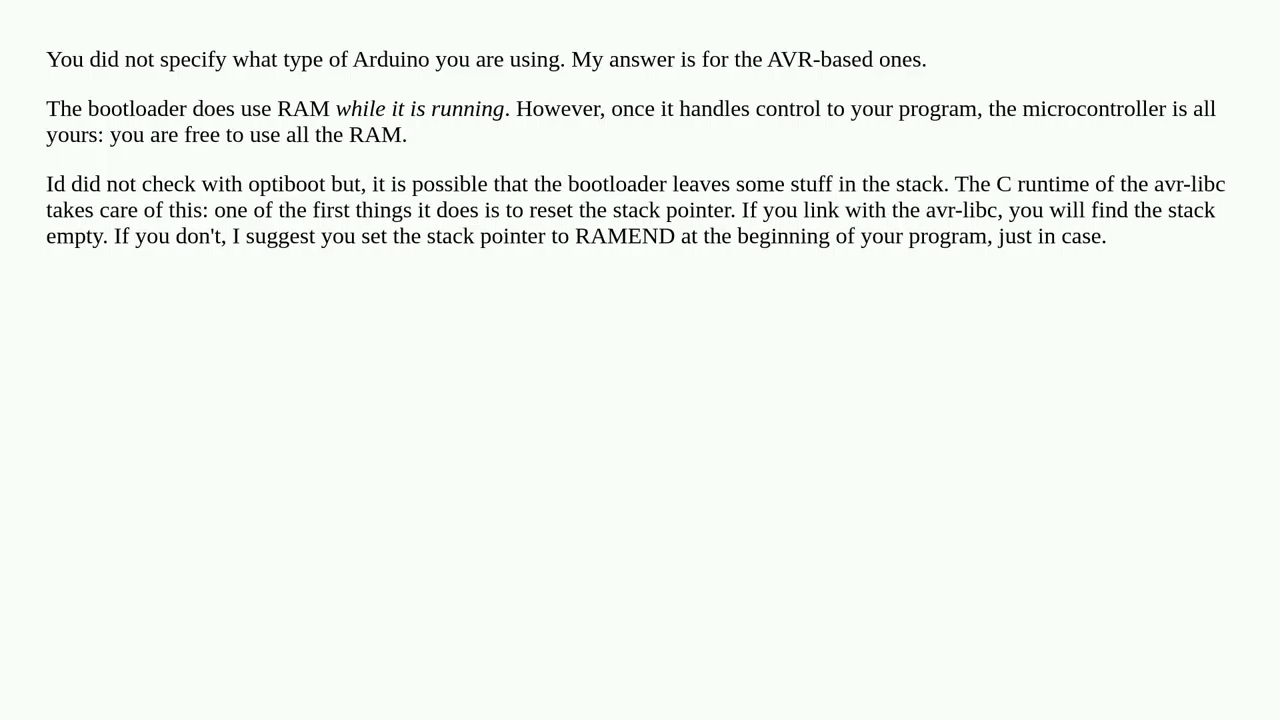 You did not specify what type of Arduino you are using. My answer is for the AVR-based ones.
The bootloader does use RAM while it is running. However, once it handles control to your program, the microcontroller is all
yours: you are free to use all the RAM.
Id did not check with optiboot but, it is possible that the bootloader leaves some stuff in the stack. The C runtime of the avr-libc
takes care of this: one of the first things it does is to reset the stack pointer. If you link with the avr-libc, you will find the stack
empty. If you don't, I suggest you set the stack pointer to RAMEND at the beginning of your program, just in case.